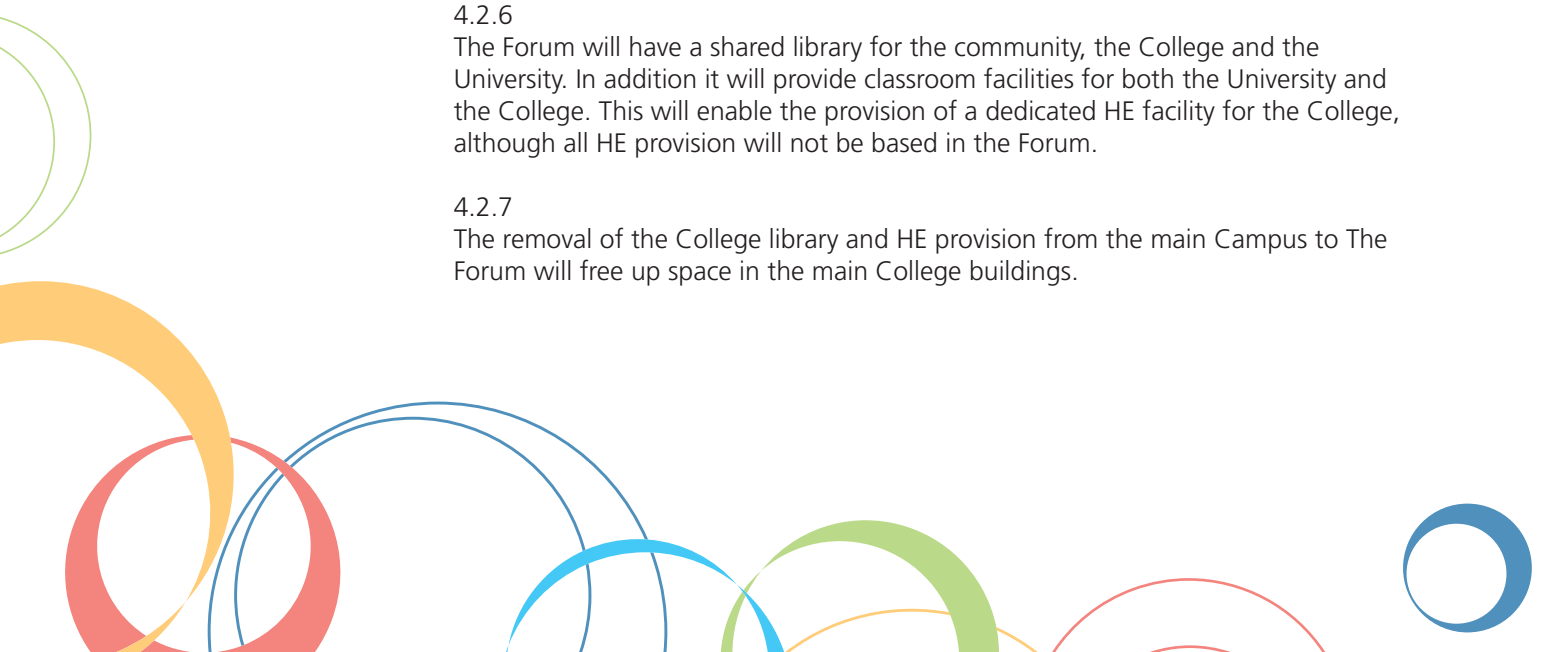 4.2.6
The Forum will have a shared library for the community, the College and the
University. In addition it will provide classroom facilities for both the University and
the College. This will enable the provision of a dedicated HE facility for the College,
although all HE provision will not be based in the Forum.
4.2.7
The removal of the College library and HE provision from the main Campus to The
Forum will free up space in the main College buildings.